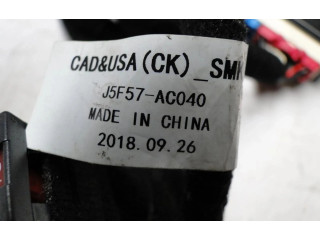 CAD&USA(CK)_SM
J5F57-AC040
MADE IN CHINA
2018.09.26